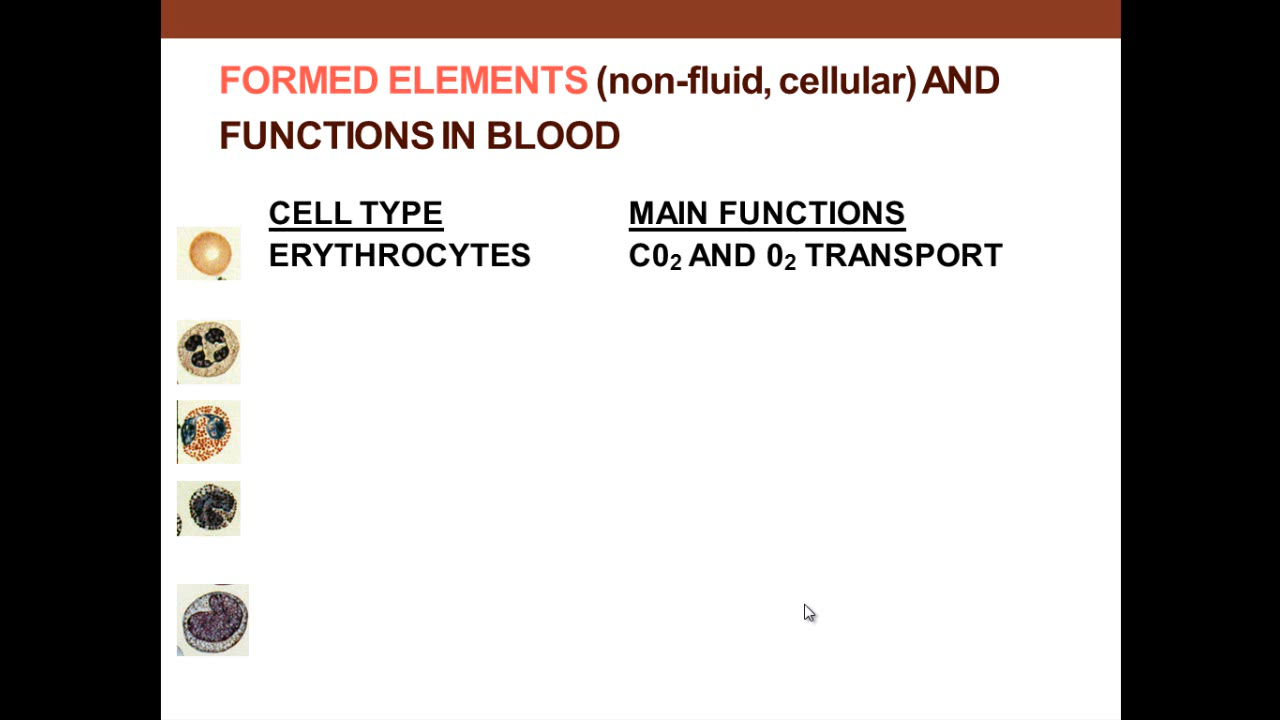 FORMED ELEMENTS (non-fluid, cellular) AND
FUNCTIONS IN BLOOD
CELL TYPE MAIN FUNCTIONS
ERYTHROCYTES C0₂ AND 0₂ TRANSPORT